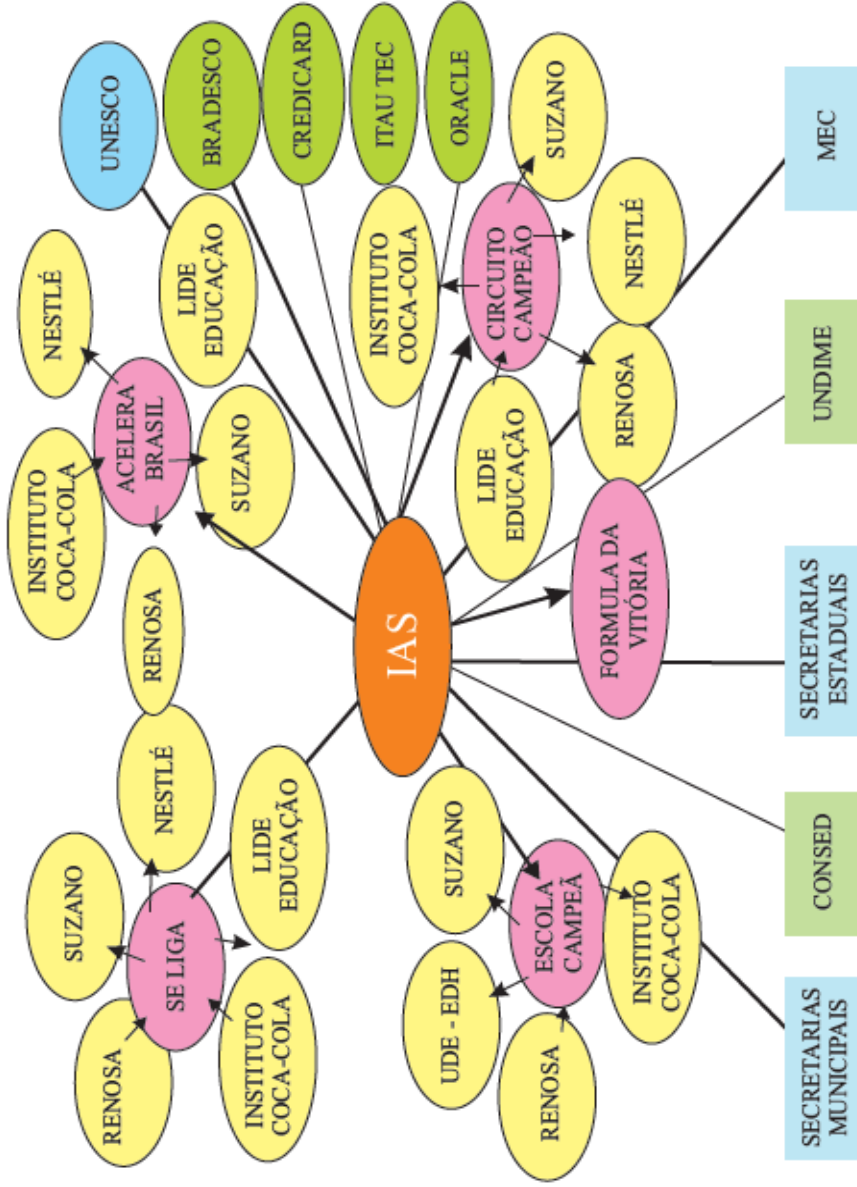 RENOSA
SUZANO
SE LIGA
NESTLÉ
INSTITUTO
COCA-COLA
LIDE
EDUCAÇÃO
RENOSA
INSTITUTO
COCA-COLA
NESTLÉ
ACELERA
BRASIL
SUZANO
LIDE
EDUCAÇÃO
UNESCO
BRADESCO
CREDICARD
ITAU TEC
ORACLE
IAS
UDE - EDH
SUZANO
RENOSA
ESCOLA
CAMPEÃ
INSTITUTO
COCA-COLA
FORMULA DA
VITÓRIA
INSTITUTO
COCA-COLA
LIDE
EDUCAÇÃO
CIRCUITO
CAMPEÃO
SUZANO
RENOSA
NESTLÉ
SECRETARIAS
MUNICIPAIS
CONSED
SECRETARIAS
ESTADUAIS
UNDIME
MEC